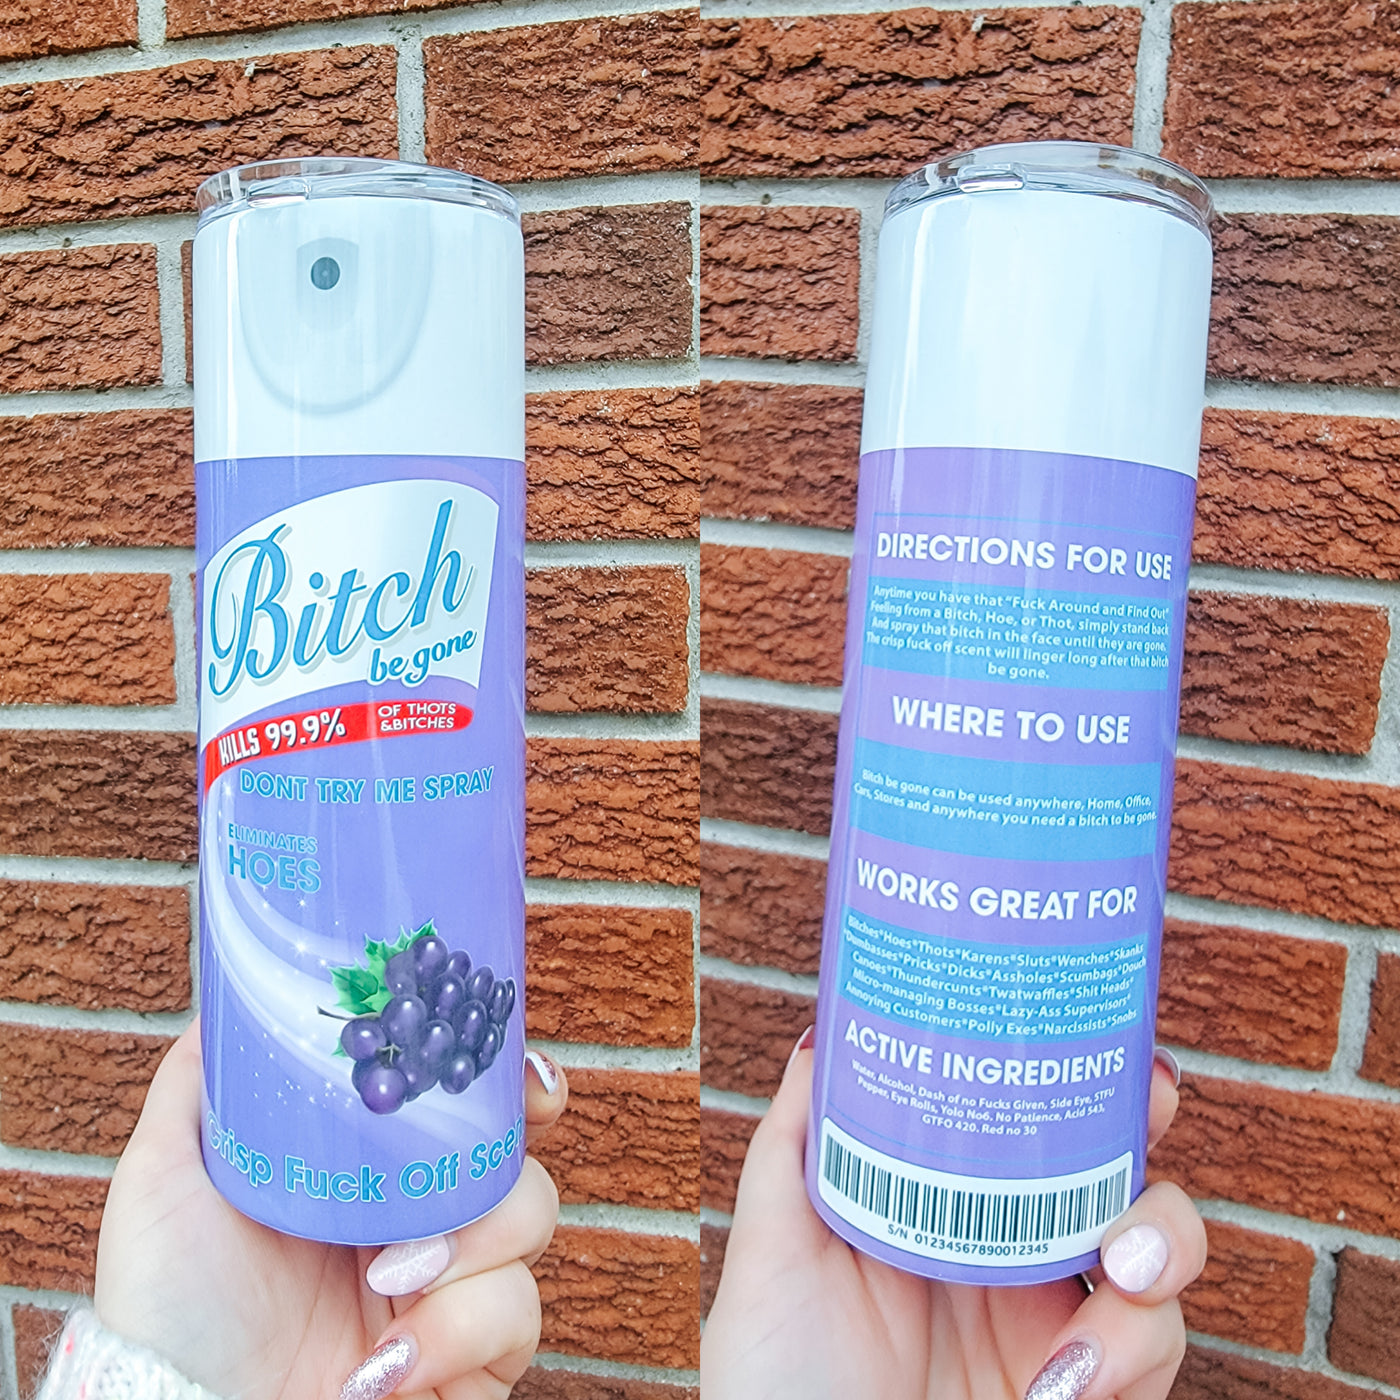 Bitch
be gone
KILLS 99.9% OF THOTS
&BITCHES
DONT TRY ME SPRAY
ELIMINATES
HOES
Crisp Fuck Off Scen
DIRECTIONS FOR USE
Anytime you have that "Fuck Around and Find Out"
Feeling from a Bitch, Hoe, or Thot, simply stand back
And spray that bitch in the face until they are gone,
The crisp fuck off scent will linger long after that bitch
be gone.
WHERE TO USE
Bitch be gone can be used anywhere, Home, Office,
Cars, Stores and anywhere you need a bitch to be gone.
WORKS GREAT FOR
Bitches*Hoes*Thots*Karens*Sluts*Wenches*Skanks
*Dumbasses*Pricks*Dicks*Assholes*Scumbags*Douch
Canoes*Thundercunts*Twatwaffles*Shit Heads*
Micro-managing Bosses*Lazy-Ass Supervisors*
Annoying Customers*Polly Exes*Narcissists*Snobs
ACTIVE INGREDIENTS
Water, Alcohol, Dash of no Fucks Given, Side Eye, STFU
Pepper, Eye Rolls, Yolo No6. No Patience, Acid 543,
GTFO 420. Red no 30
S/N 01234567890012345